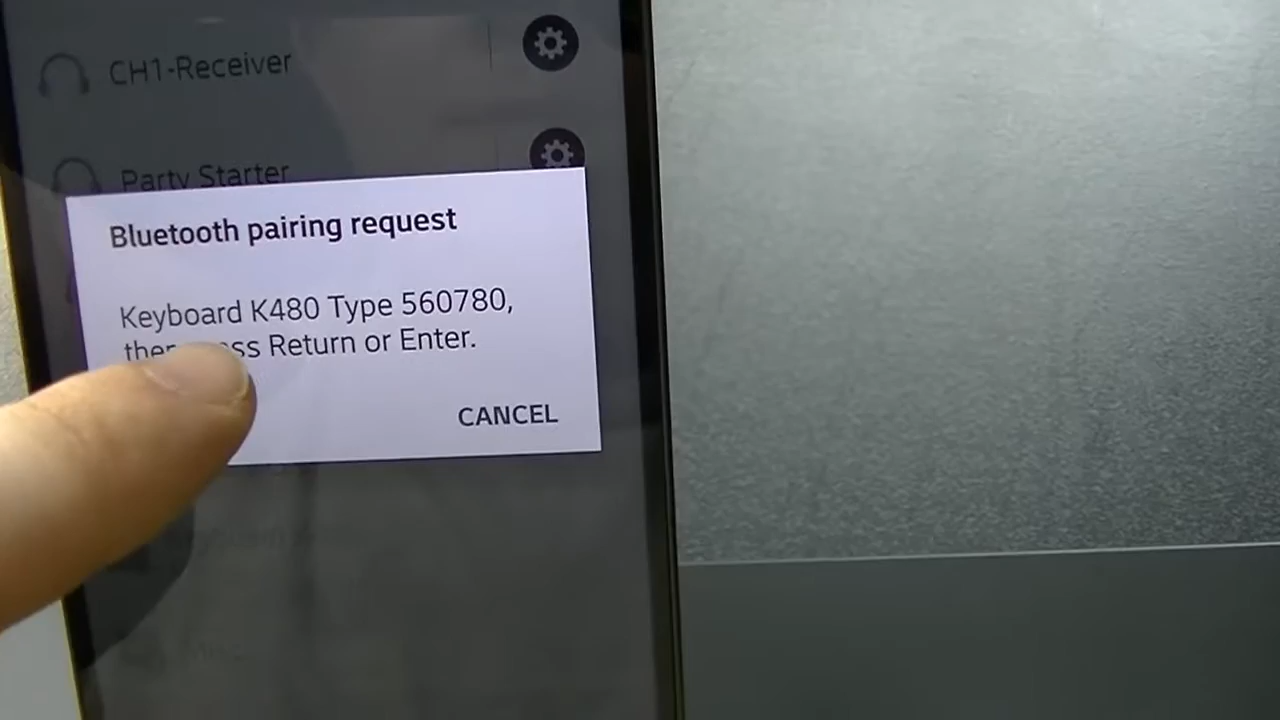 CH1-Receiver
Party Starter
Bluetooth pairing request
Keyboard K480 Type 560780,
Return or Enter.
CANCEL